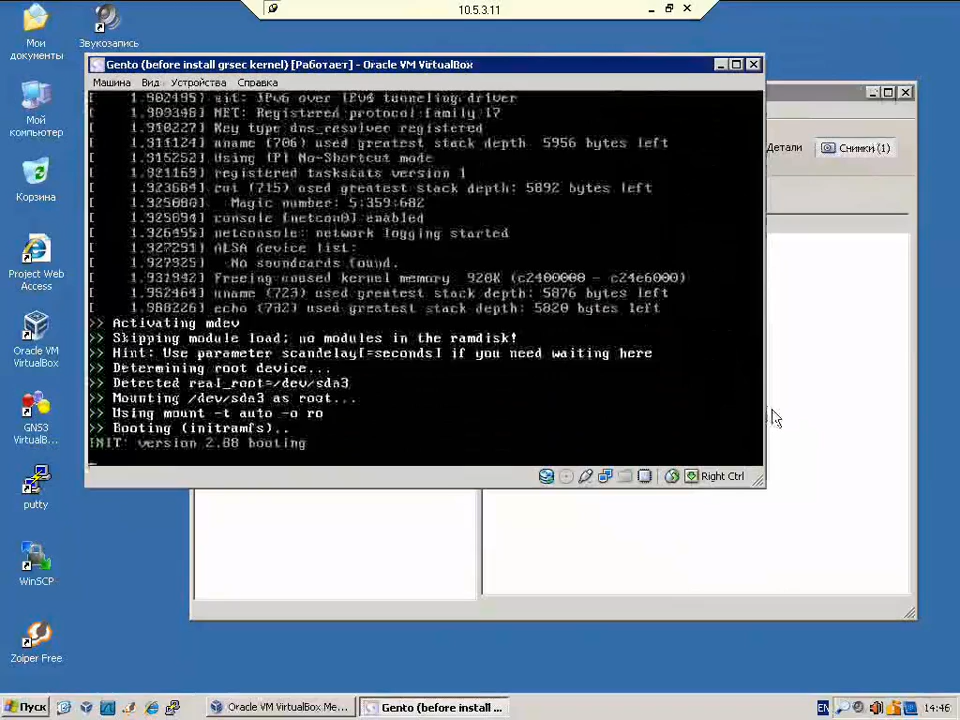 10.5.3.11
Мои документы
Звукозапись
Мой компьютер
Корзина
Project Web Access
Oracle VM VirtualBox
GNS3 VirtualB...
putty
WinSCP
Zoiper Free
Gento (before install grsec kernel) [Работает] - Oracle VM VirtualBox
Машина Вид Устройства Справка
[ 1.902495] sit: IPv6 over IPv4 tunneling driver
[ 1.909348] NET: Registered protocol family 17
[ 1.910227] Key type dns_resolver registered
[ 1.911124] uname (706) used greatest stack depth: 5956 bytes left
[ 1.915252] Using IPI No-Shortcut mode
[ 1.921169] registered taskstats version 1
[ 1.923684] cut (715) used greatest stack depth: 5892 bytes left
[ 1.925080] Magic number: 5:359:682
[ 1.925894] console [netcon0] enabled
[ 1.926455] netconsole: network logging started
[ 1.927251] ALSA device list:
[ 1.927925] No soundcards found.
[ 1.931942] Freeing unused kernel memory: 920K (c2400000 - c24e6000)
[ 1.952464] uname (723) used greatest stack depth: 5876 bytes left
[ 1.988226] echo (782) used greatest stack depth: 5820 bytes left
>> Activating mdev
>> Skipping module load; no modules in the ramdisk!
>> Hint: Use parameter scandelay[=seconds] if you need waiting here
>> Determining root device...
>> Detected real_root=/dev/sda3
>> Mounting /dev/sda3 as root...
>> Using mount -t auto -o ro
>> Booting (initramfs)..
INIT: version 2.88 booting
Right Ctrl
Детали
Снимки (1)
Пуск
Oracle VM VirtualBox Me...
Gento (before install ...
EN
14:46